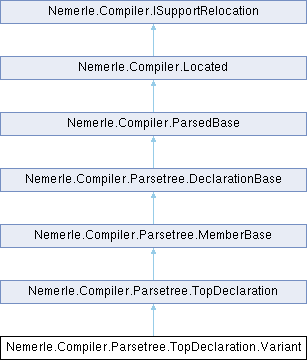 Nemerle.Compiler.ISupportRelocation
Nemerle.Compiler.Located
Nemerle.Compiler.ParsedBase
Nemerle.Compiler.Parsetree.DeclarationBase
Nemerle.Compiler.Parsetree.MemberBase
Nemerle.Compiler.Parsetree.TopDeclaration
Nemerle.Compiler.Parsetree.TopDeclaration.Variant